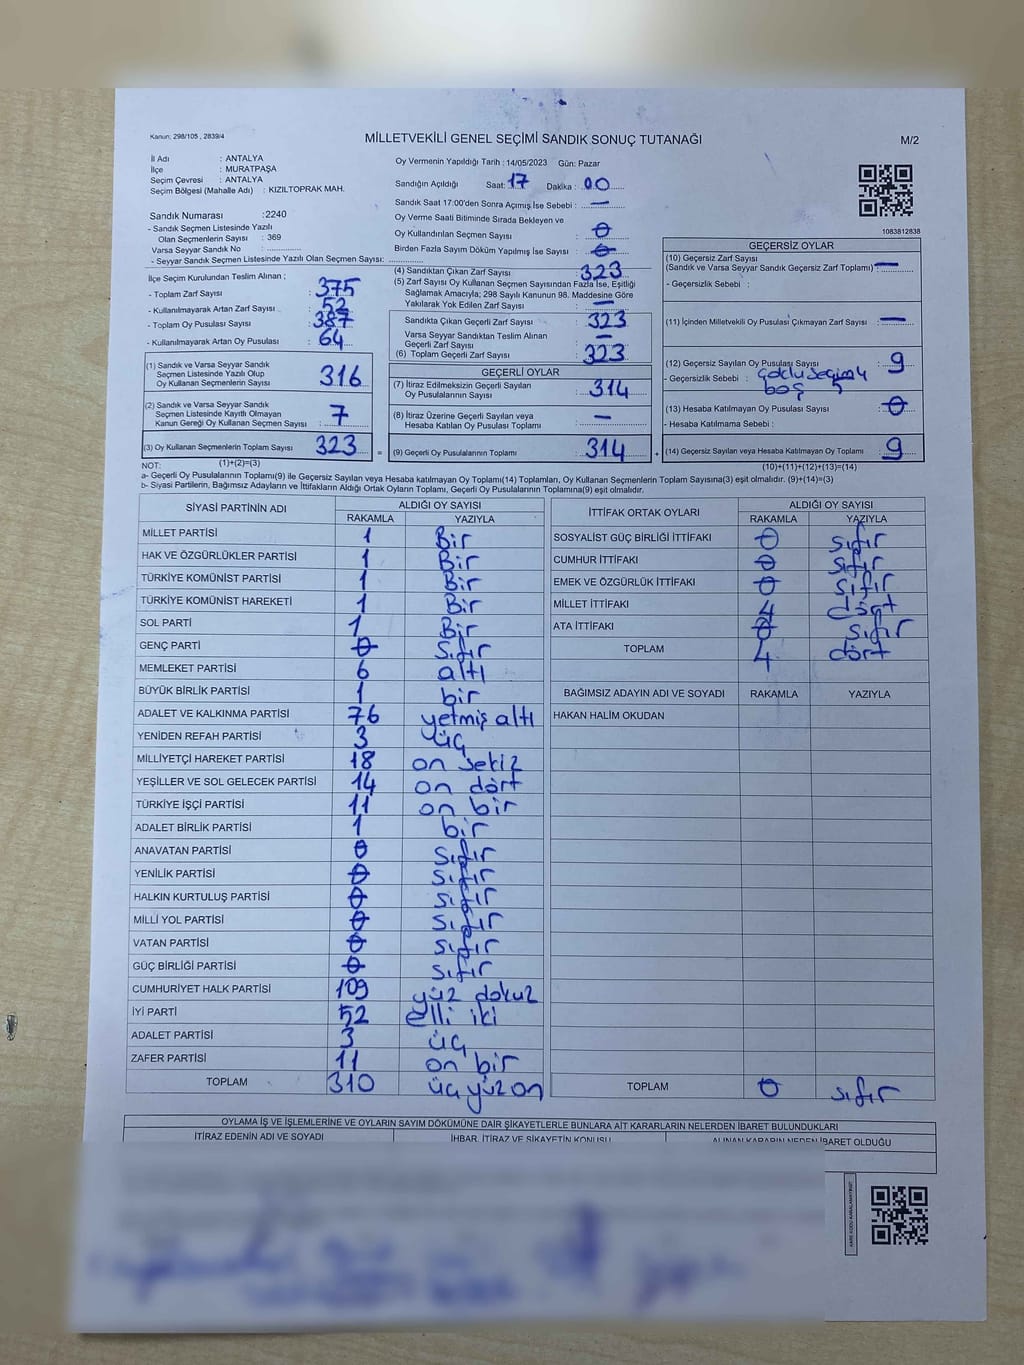 Kanun; 298/105 , 2839/4
MİLLETVEKİLİ GENEL SEÇİMİ SANDIK SONUÇ TUTANAĞI
M/2
İl Adı : ANTALYA
İlçe : MURATPAŞA
Seçim Çevresi : ANTALYA
Seçim Bölgesi (Mahalle Adı) : KIZILTOPRAK MAH.
Sandık Numarası :2240
- Sandık Seçmen Listesinde Yazılı
Olan Seçmenlerin Sayısı : 369
Varsa Seyyar Sandık No : ..............
- Seyyar Sandık Seçmen Listesinde Yazılı Olan Seçmen Sayısı: ..............
Oy Vermenin Yapıldığı Tarih : 14/05/2023 Gün: Pazar
Sandığın Açıldığı Saat: 17 Dakika : 00
Sandık Saat 17:00'den Sonra Açılmış İse Sebebi : —
Oy Verme Saati Bitiminde Sırada Bekleyen ve
Oy Kullandırılan Seçmen Sayısı : 0
Birden Fazla Sayım Döküm Yapılmış İse Sayısı : 0
1083812838
İlçe Seçim Kurulundan Teslim Alınan ;
- Toplam Zarf Sayısı : 375
- Kullanılmayarak Artan Zarf Sayısı : 52
- Toplam Oy Pusulası Sayısı : 387
- Kullanılmayarak Artan Oy Pusulası : 64
(1) Sandık ve Varsa Seyyar Sandık
Seçmen Listesinde Yazılı Olup
Oy Kullanan Seçmenlerin Sayısı : 316
(2) Sandık ve Varsa Seyyar Sandık
Seçmen Listesinde Kayıtlı Olmayan
Kanun Gereği Oy Kullanan Seçmen Sayısı : 7
(3) Oy Kullanan Seçmenlerin Toplam Sayısı : 323
(1)+(2)=(3)
(4) Sandıktan Çıkan Zarf Sayısı : 323
(5) Zarf Sayısı Oy Kullanan Seçmen Sayısından Fazla İse, Eşitliği
Sağlamak Amacıyla; 298 Sayılı Kanunun 98. Maddesine Göre
Yakılarak Yok Edilen Zarf Sayısı : —
Sandıkta Çıkan Geçerli Zarf Sayısı : 323
Varsa Seyyar Sandıktan Teslim Alınan
Geçerli Zarf Sayısı : —
(6) Toplam Geçerli Zarf Sayısı : 323
GEÇERLİ OYLAR
(7) İtiraz Edilmeksizin Geçerli Sayılan
Oy Pusulalarının Sayısı : 314
(8) İtiraz Üzerine Geçerli Sayılan veya
Hesaba Katılan Oy Pusulası Toplamı : —
= (9) Geçerli Oy Pusulalarının Toplamı : 314 +
GEÇERSİZ OYLAR
(10) Geçersiz Zarf Sayısı
(Sandık ve Varsa Seyyar Sandık Geçersiz Zarf Toplamı) : —
- Geçersizlik Sebebi :
(11) İçinden Milletvekili Oy Pusulası Çıkmayan Zarf Sayısı : —
(12) Geçersiz Sayılan Oy Pusulası Sayısı : 9
- Geçersizlik Sebebi : çoklu seçim 4
boş 5
(13) Hesaba Katılmayan Oy Pusulası Sayısı : 0
- Hesaba Katılmama Sebebi :
(14) Geçersiz Sayılan veya Hesaba Katılmayan Oy Toplamı : 9
(10)+(11)+(12)+(13)=(14)
NOT:
a- Geçerli Oy Pusulalarının Toplamı(9) ile Geçersiz Sayılan veya Hesaba katılmayan Oy Toplamı(14) Toplamları, Oy Kullanan Seçmenlerin Toplam Sayısına(3) eşit olmalıdır. (9)+(14)=(3)
b- Siyasi Partilerin, Bağımsız Adayların ve İttifakların Aldığı Ortak Oyların Toplamı, Geçerli Oy Pusulalarının Toplamına(9) eşit olmalıdır.
SİYASİ PARTİNİN ADI ALDIĞI OY SAYISI
RAKAMLA YAZIYLA
MİLLET PARTİSİ 1 Bir
HAK VE ÖZGÜRLÜKLER PARTİSİ 1 Bir
TÜRKİYE KOMÜNİST PARTİSİ 1 Bir
TÜRKİYE KOMÜNİST HAREKETİ 1 Bir
SOL PARTİ 1 Bir
GENÇ PARTİ 0 sıfır
MEMLEKET PARTİSİ 6 altı
BÜYÜK BİRLİK PARTİSİ 1 bir
ADALET VE KALKINMA PARTİSİ 76 yetmiş altı
YENİDEN REFAH PARTİSİ 3 üç
MİLLİYETÇİ HAREKET PARTİSİ 18 on sekiz
YEŞİLLER VE SOL GELECEK PARTİSİ 14 on dört
TÜRKİYE İŞÇİ PARTİSİ 11 on bir
ADALET BİRLİK PARTİSİ 1 bir
ANAVATAN PARTİSİ 0 sıfır
YENİLİK PARTİSİ 0 sıfır
HALKIN KURTULUŞ PARTİSİ 0 sıfır
MİLLİ YOL PARTİSİ 0 sıfır
VATAN PARTİSİ 0 sıfır
GÜÇ BİRLİĞİ PARTİSİ 0 sıfır
CUMHURİYET HALK PARTİSİ 109 yüz dokuz
İYİ PARTİ 52 elli iki
ADALET PARTİSİ 3 üç
ZAFER PARTİSİ 11 on bir
TOPLAM 310 üç yüz on
İTTİFAK ORTAK OYLARI ALDIĞI OY SAYISI
RAKAMLA YAZIYLA
SOSYALİST GÜÇ BİRLİĞİ İTTİFAKI 0 sıfır
CUMHUR İTTİFAKI 0 sıfır
EMEK VE ÖZGÜRLÜK İTTİFAKI 0 sıfır
MİLLET İTTİFAKI 4 dört
ATA İTTİFAKI 0 sıfır
TOPLAM 4 dört
BAĞIMSIZ ADAYIN ADI VE SOYADI RAKAMLA YAZIYLA
HAKAN HALİM OKUDAN
TOPLAM 0 sıfır
OYLAMA İŞ VE İŞLEMLERİNE VE OYLARIN SAYIM DÖKÜMÜNE DAİR ŞİKAYETLERLE BUNLARA AİT KARARLARIN NELERDEN İBARET BULUNDUKLARI
İTİRAZ EDENİN ADI VE SOYADI İHBAR, İTİRAZ VE ŞİKAYETİN KONUSU ALINAN KARARIN NEDEN İBARET OLDUĞU